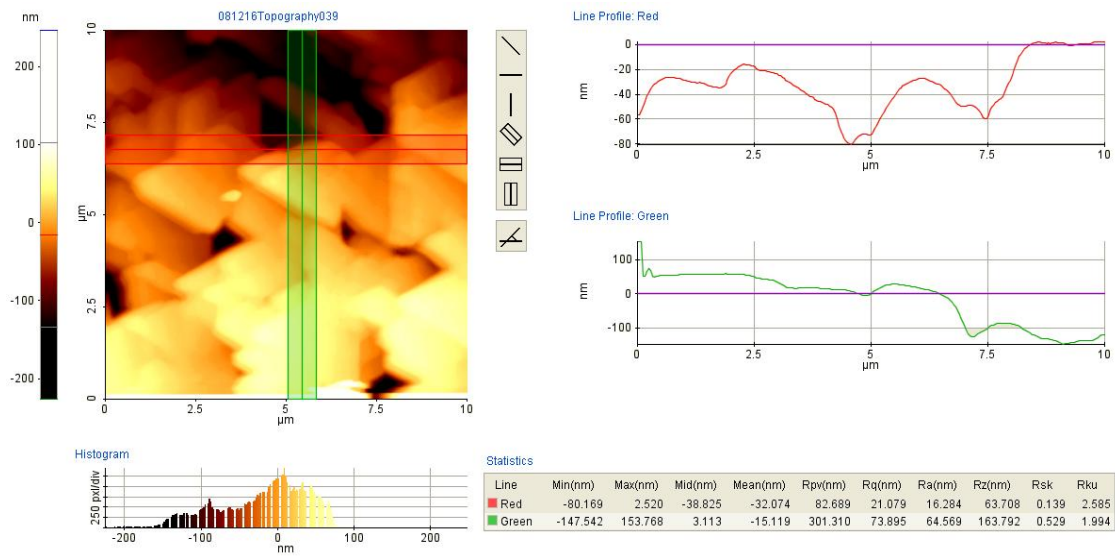 nm
200
100
0
-100
-200
081216Topography039
10
7.5
5
2.5
0
µm
0 2.5 5 7.5 10
µm
Line Profile: Red
0
-20
-40
-60
-80
nm
0 2.5 5 7.5 10
µm
Line Profile: Green
100
0
-100
nm
0 2.5 5 7.5 10
µm
Histogram
250 pxl/div
-200 -100 0 100 200
nm
Statistics
Line Min(nm) Max(nm) Mid(nm) Mean(nm) Rpv(nm) Rq(nm) Ra(nm) Rz(nm) Rsk Rku
Red -80.169 2.520 -38.825 -32.074 82.689 21.079 16.284 63.708 0.139 2.585
Green -147.542 153.768 3.113 -15.119 301.310 73.895 64.569 163.792 0.529 1.994